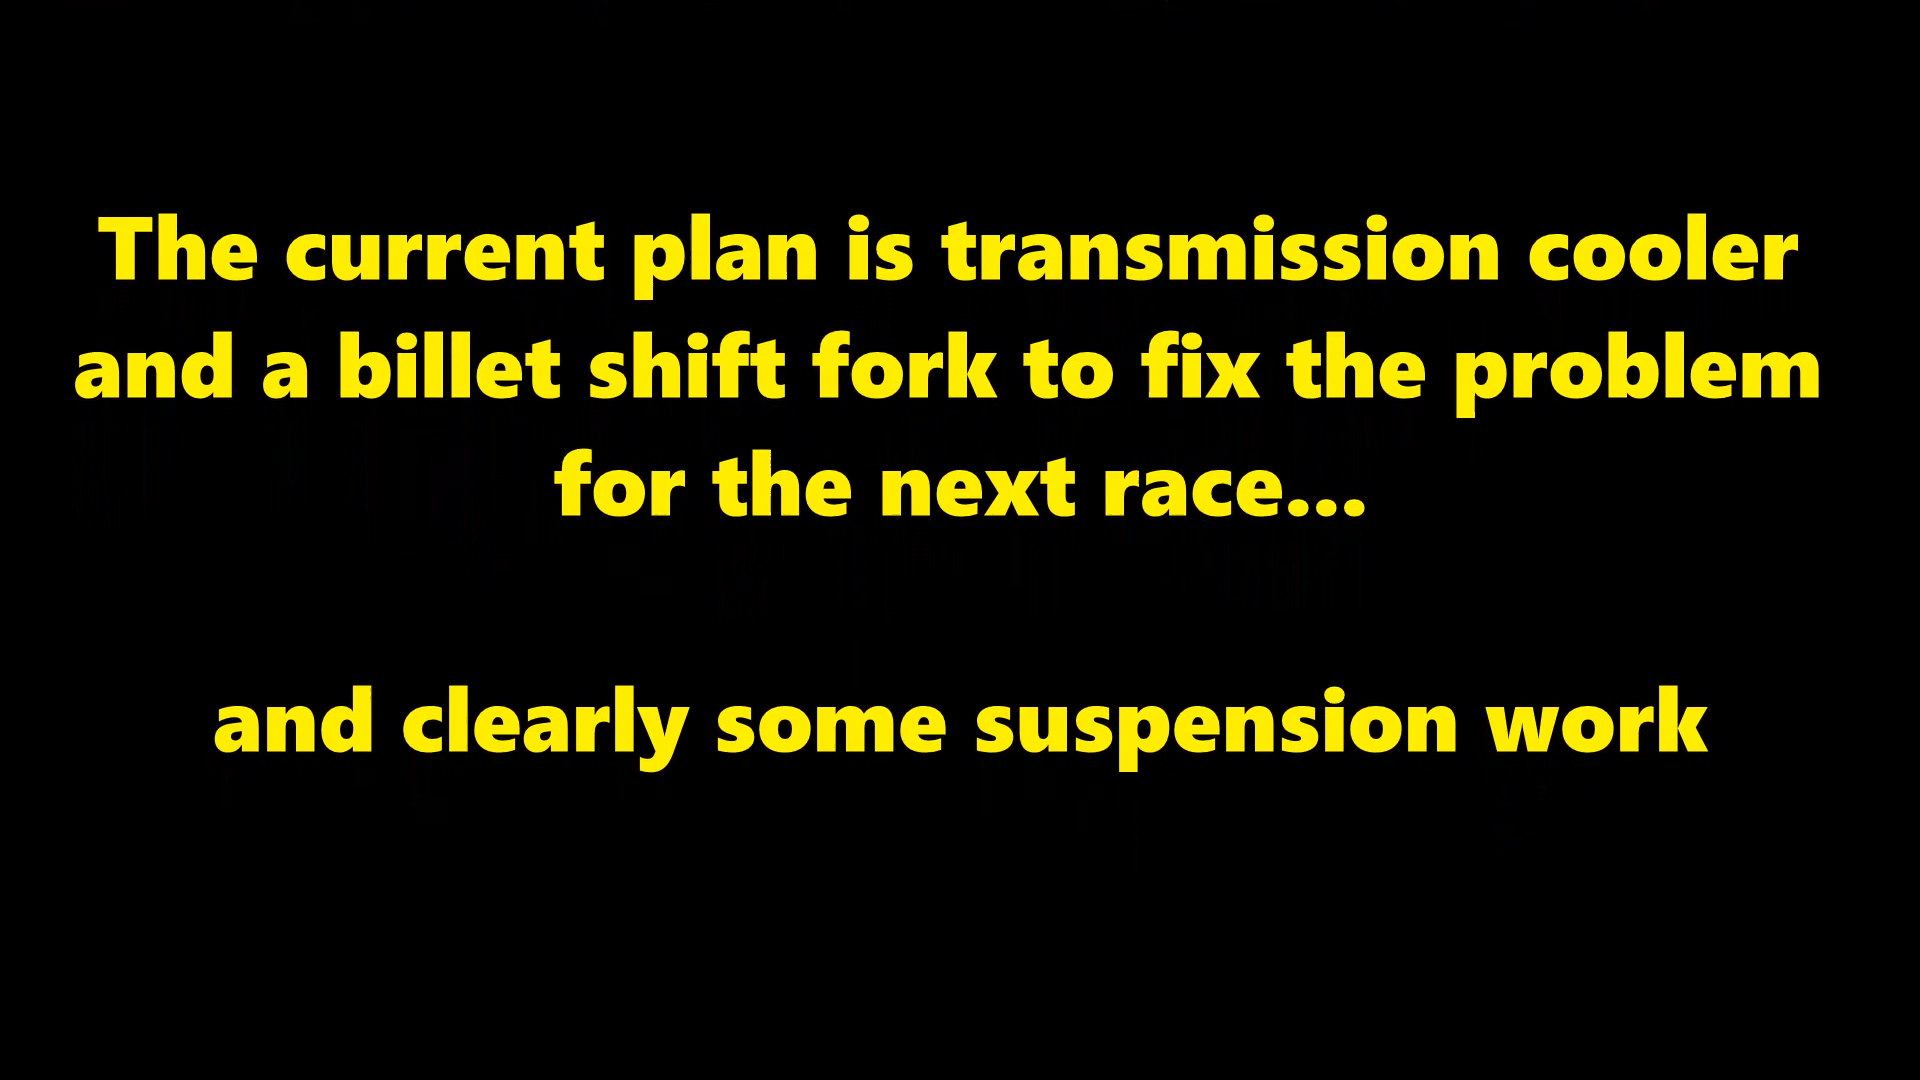 The current plan is transmission cooler
and a billet shift fork to fix the problem
for the next race...
and clearly some suspension work